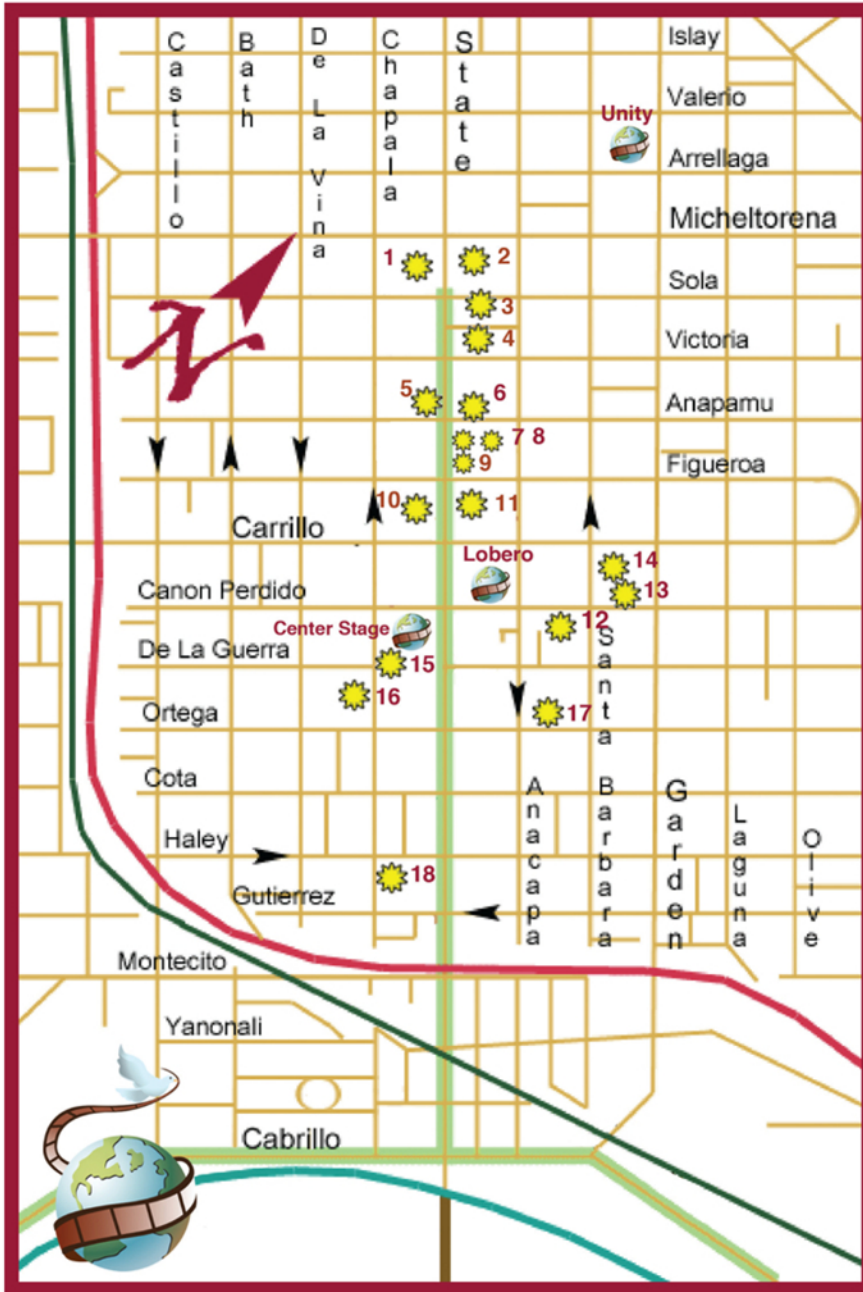 Castillo
Bath
De La Vina
Chapala
State
Islay
Valerio
Unity
Arrellaga
Micheltorena
1
2
Sola
3
4
Victoria
5
6
Anapamu
7 8
9
Figueroa
N
10
11
Carrillo
Lobero
14
13
Canon Perdido
12
Center Stage
De La Guerra
15
16
Ortega
17
Santa Barbara
Cota
Anacapa
Garden
Laguna
Olive
Haley
18
Gutierrez
Montecito
Yanonali
Cabrillo